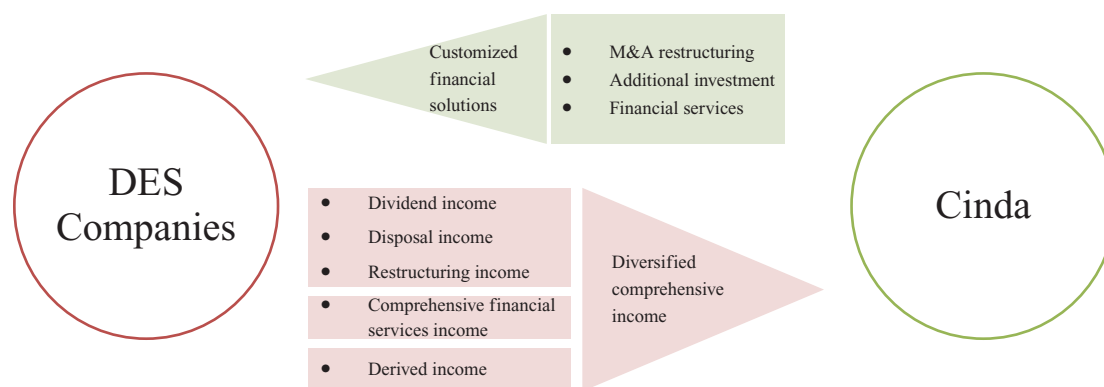 Customized
financial
solutions
● M&A restructuring
● Additional investment
● Financial services
DES
Companies
● Dividend income
● Disposal income
● Restructuring income
● Comprehensive financial
services income
● Derived income
Diversified
comprehensive
income
Cinda